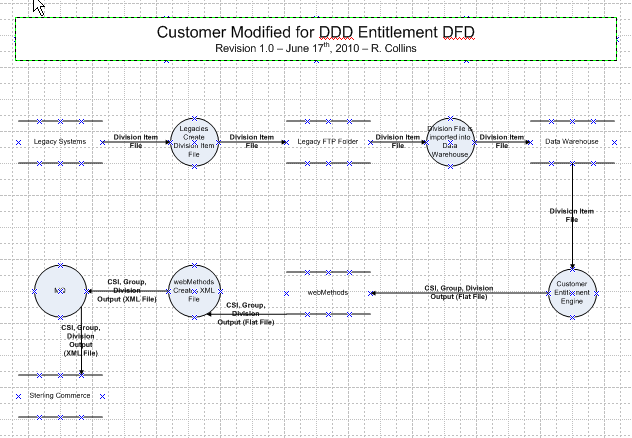 Customer Modified for DDD Entitlement DFD
Revision 1.0 – June 17th, 2010 – R. Collins
Legacy Systems
Division Item
File
Legacies
Create
Division Item
File
Division Item
File
Legacy FTP Folder
Division Item
File
Division File is
imported into
Data
Warehouse
Division Item
File
Data Warehouse
Division Item
File
Customer
Entitlement
Engine
CSI, Group, Division
Output (Flat File)
webMethods
CSI, Group,
Division
Output (Flat File)
webMethods
Creates XML
File
CSI, Group,
Division
Output (XML File)
CSI, Group,
Division
Output
(XML File)
Sterling Commerce